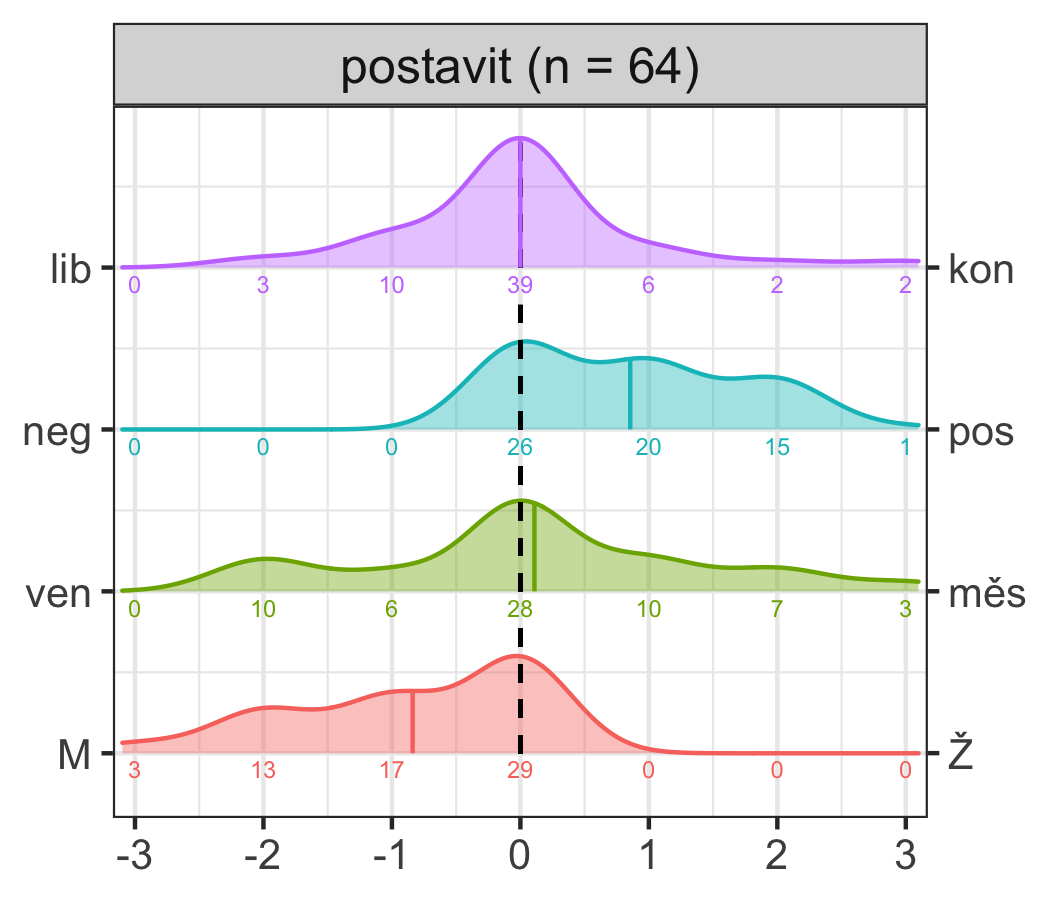 postavit (n = 64)
lib kon
0 3 10 39 6 2 2
neg pos
0 0 0 26 20 15 1
ven měs
0 10 6 28 10 7 3
M Ž
3 13 17 29 0 0 0
-3 -2 -1 0 1 2 3